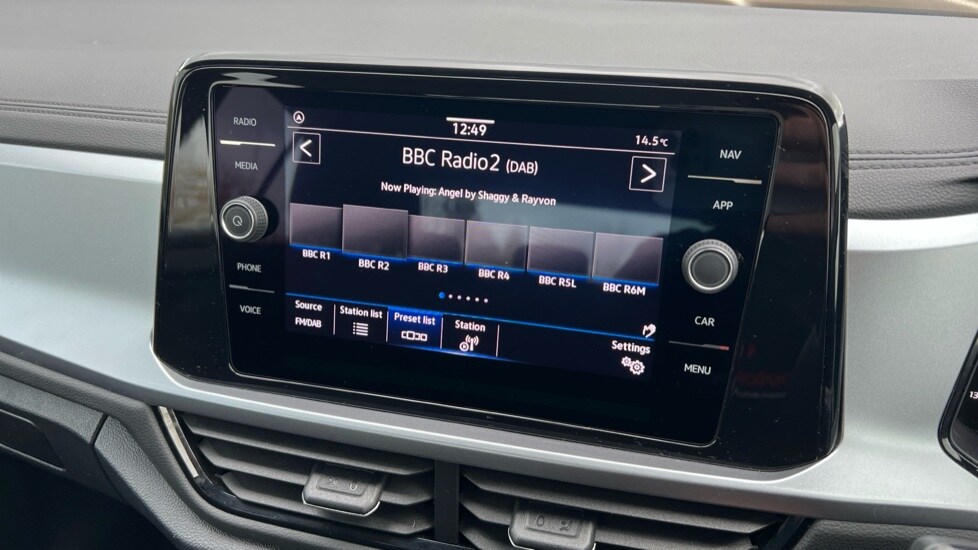 RADIO
MEDIA
PHONE
VOICE
12:49
14.5°C
BBC Radio2 (DAB)
Now Playing: Angel by Shaggy & Rayvon
BBC R1
BBC R2
BBC R3
BBC R4
BBC R5L
BBC R6M
Source
FM/DAB
Station list
Preset list
Station
Settings
NAV
APP
CAR
MENU
13
0